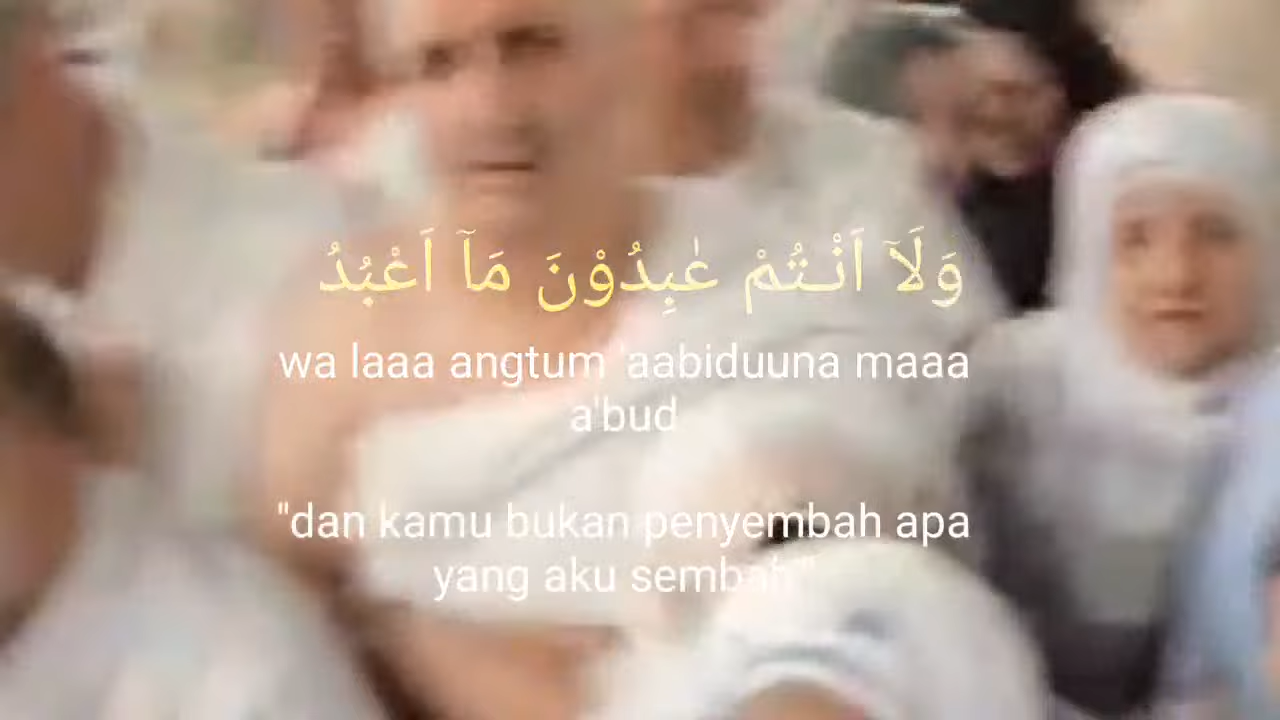 وَلَآ اَنْـتُمْ عٰبِدُوْنَ مَآ اَعْبُدُ
wa laaa angtum 'aabiduuna maaa
a'bud
"dan kamu bukan penyembah apa
yang aku sembah""